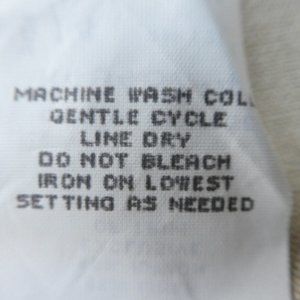 MACHINE WASH COL
GENTLE CYCLE
LINE DRY
DO NOT BLEACH
IRON ON LOWEST
SETTING AS NEEDED